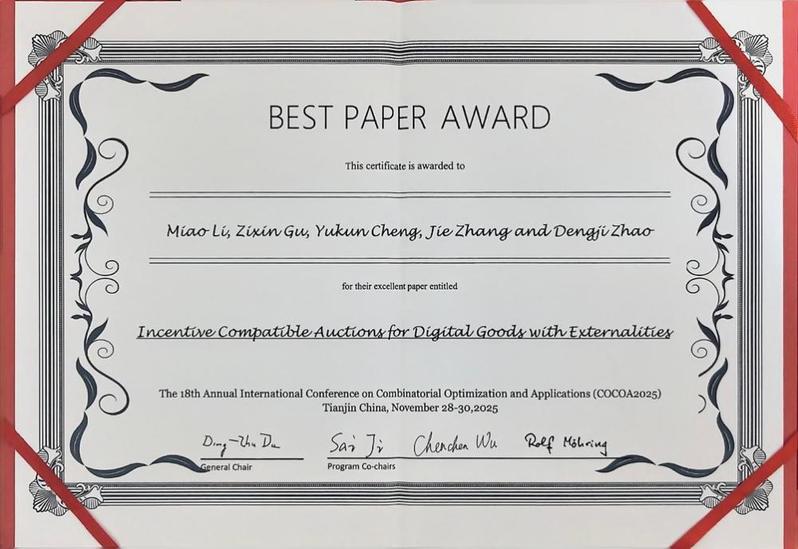 BEST PAPER AWARD
This certificate is awarded to
Miao Li, Zixin Gu, Yukun Cheng, Jie Zhang and Dengji Zhao
for their excellent paper entitled
Incentive Compatible Auctions for Digital Goods with Externalities
The 18th Annual International Conference on Combinatorial Optimization and Applications (COCOA2025)
Tianjin China, November 28-30,2025
Ding-Zhu Du Sai Ji Chenchen Wu Rolf Möhring
General Chair Program Co-chairs